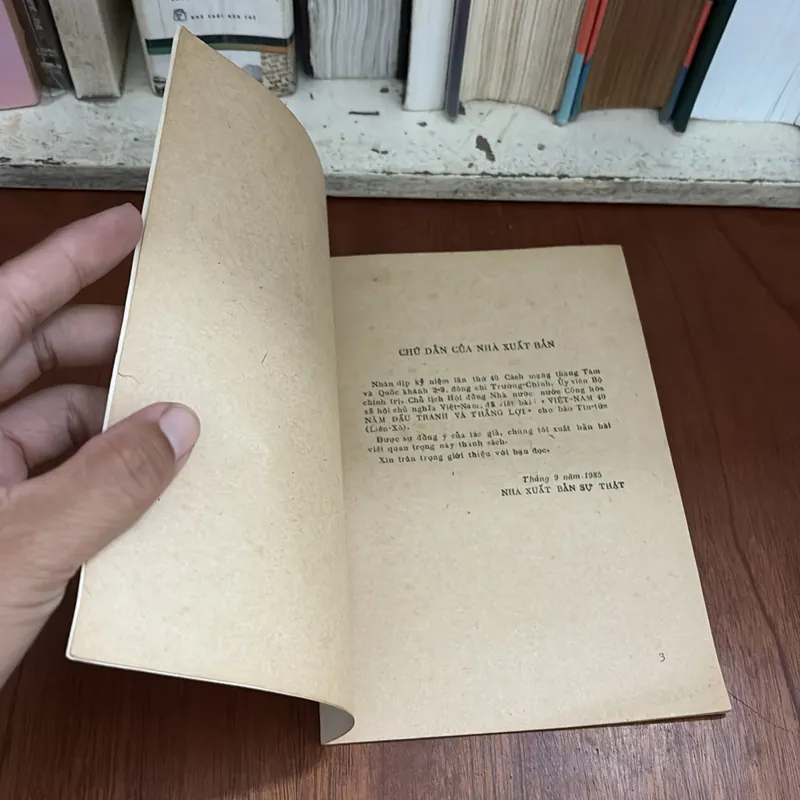 NHÀ XUẤT BẢN TRẺ
CHỈ DẪN CỦA NHÀ XUẤT BẢN
Nhân dịp kỷ niệm lần thứ 40 Cách mạng tháng Tám
và Quốc khánh 2-9, đồng chí Trường-Chinh, Ủy viên Bộ
chính trị, Chủ tịch Hội đồng Nhà nước nước Cộng hòa
xã hội chủ nghĩa Việt-Nam, đã viết bài: «VIỆT-NAM 40
NĂM ĐẤU TRANH VÀ THẮNG LỢI» cho báo Tin-tức
(Liên-Xô).
Được sự đồng ý của tác giả, chúng tôi xuất bản bài
viết quan trọng này thành sách.
Xin trân trọng giới thiệu với bạn đọc.
Tháng 9 năm 1985
NHÀ XUẤT BẢN SỰ THẬT
3